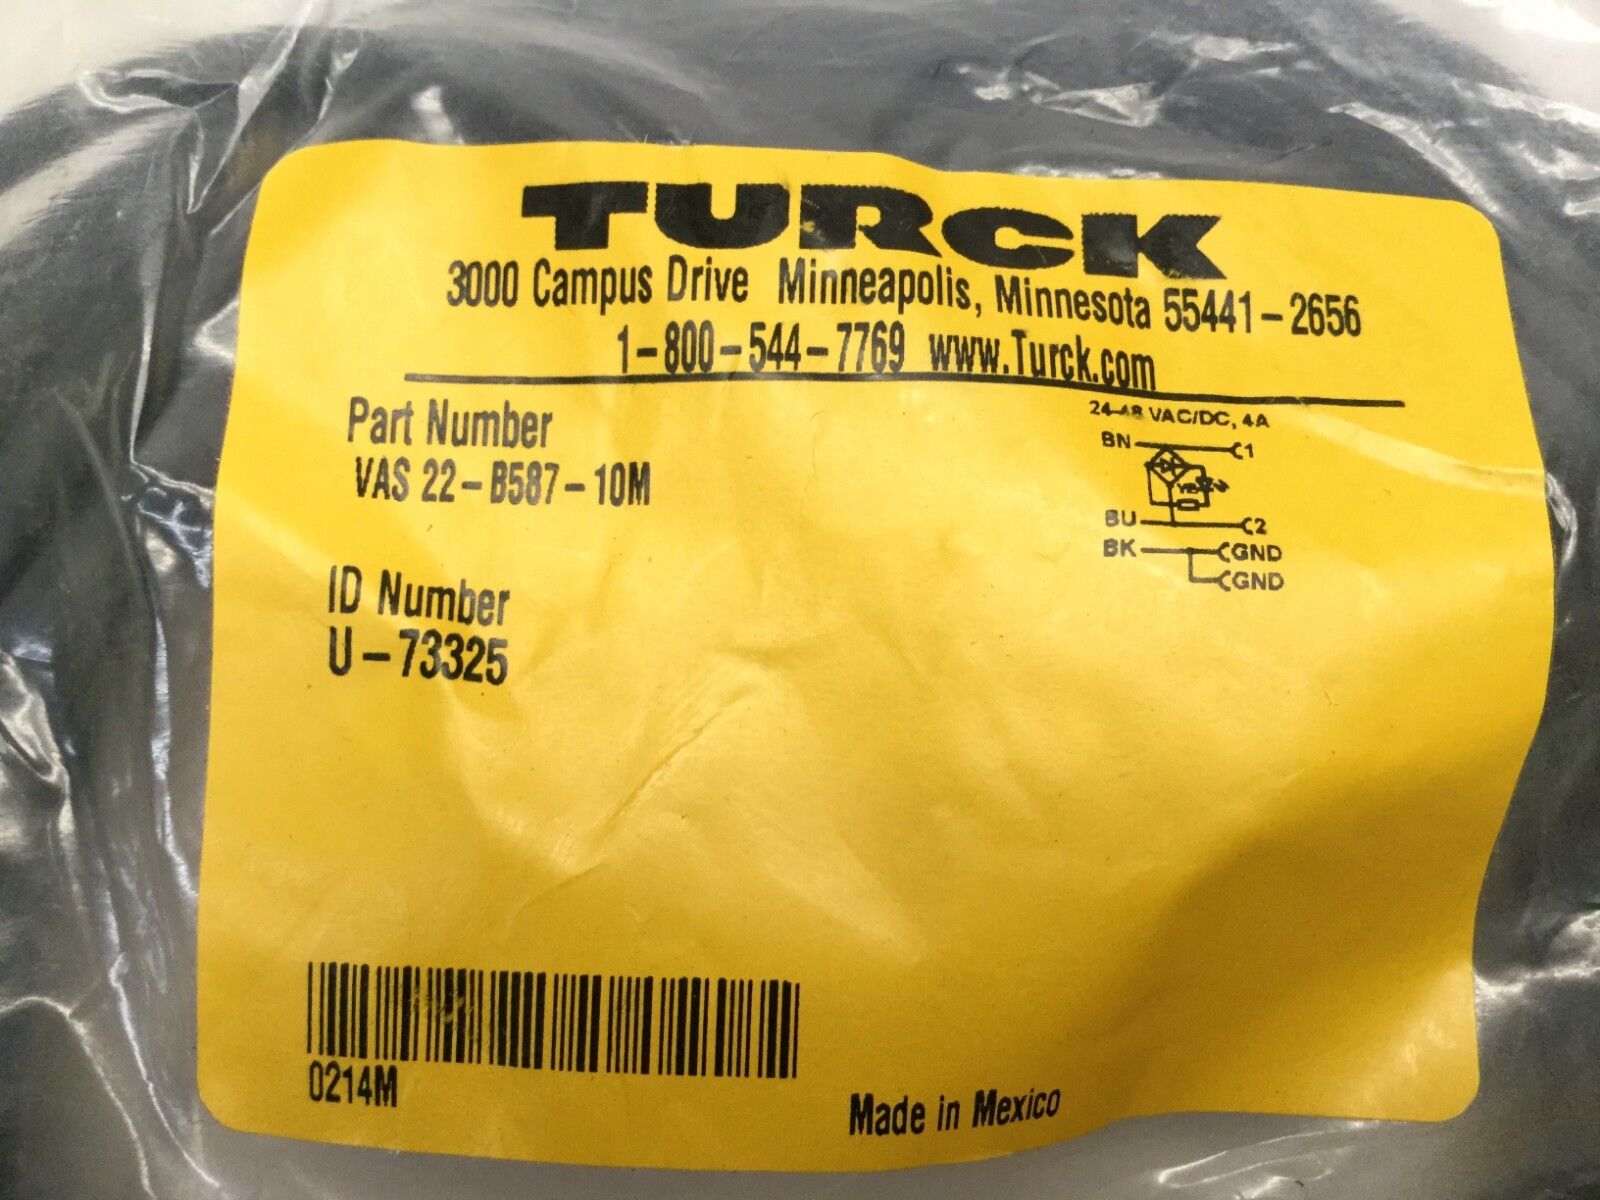 TURCK
3000 Campus Drive Minneapolis, Minnesota 55441-2656
1-800-544-7769 www.Turck.com
Part Number
VAS 22-B587-10M
24-48 VAC/DC, 4A
BN 1
BU 2
BK GND
GND
ID Number
U-73325
0214M
Made in Mexico